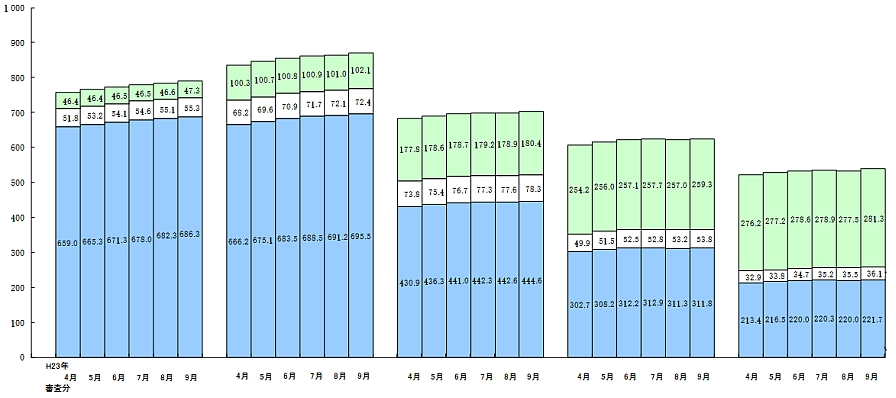 1 000
900
800
700
600
500
400
300
200
100
0
46.4 46.4 46.5 46.5 46.6 47.3
51.8 53.2 54.1 54.6 55.1 55.3
659.0 665.3 671.3 678.0 682.3 686.3
100.3 100.7 100.8 100.9 101.0 102.1
68.2 69.6 70.9 71.7 72.1 72.4
666.2 675.1 683.5 688.5 691.2 695.5
177.8 178.6 178.7 179.2 178.9 180.4
73.8 75.4 76.7 77.3 77.6 78.3
430.9 436.3 441.0 442.3 442.6 444.6
254.2 256.0 257.1 257.7 257.0 259.3
49.9 51.5 52.5 52.8 53.2 53.8
302.7 308.2 312.2 312.9 311.3 311.8
276.2 277.2 278.6 278.9 277.5 281.3
32.9 33.8 34.7 35.2 35.5 36.1
213.4 216.5 220.0 220.3 220.0 221.7
H23年
4月 5月 6月 7月 8月 9月 4月 5月 6月 7月 8月 9月 4月 5月 6月 7月 8月 9月 4月 5月 6月 7月 8月 9月 4月 5月 6月 7月 8月 9月
審査分